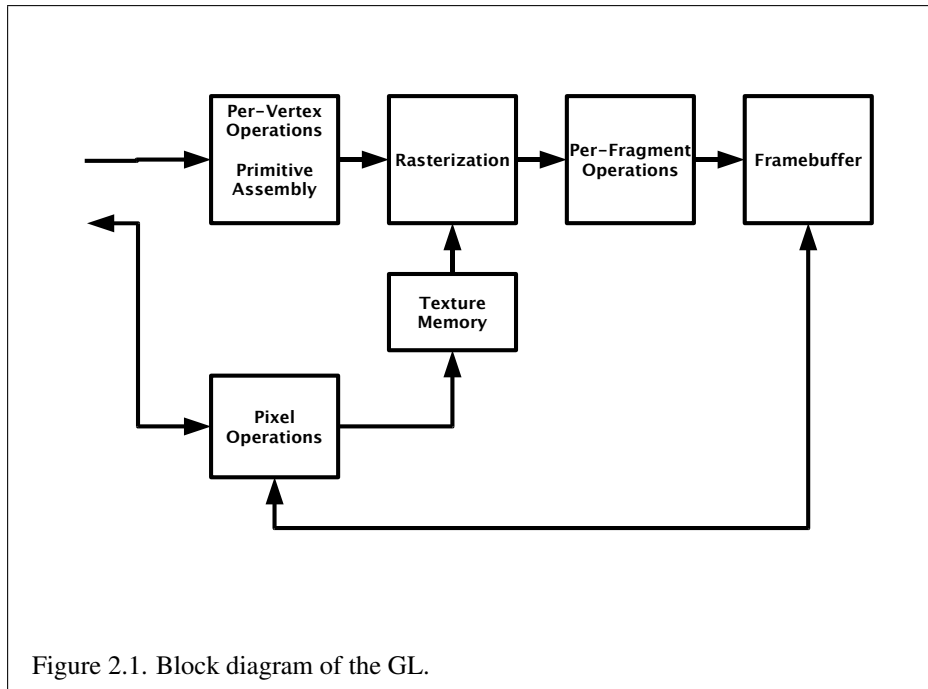 Per-Vertex
Operations
Primitive
Assembly
Rasterization
Per-Fragment
Operations
Framebuffer
Texture
Memory
Pixel
Operations
Figure 2.1. Block diagram of the GL.